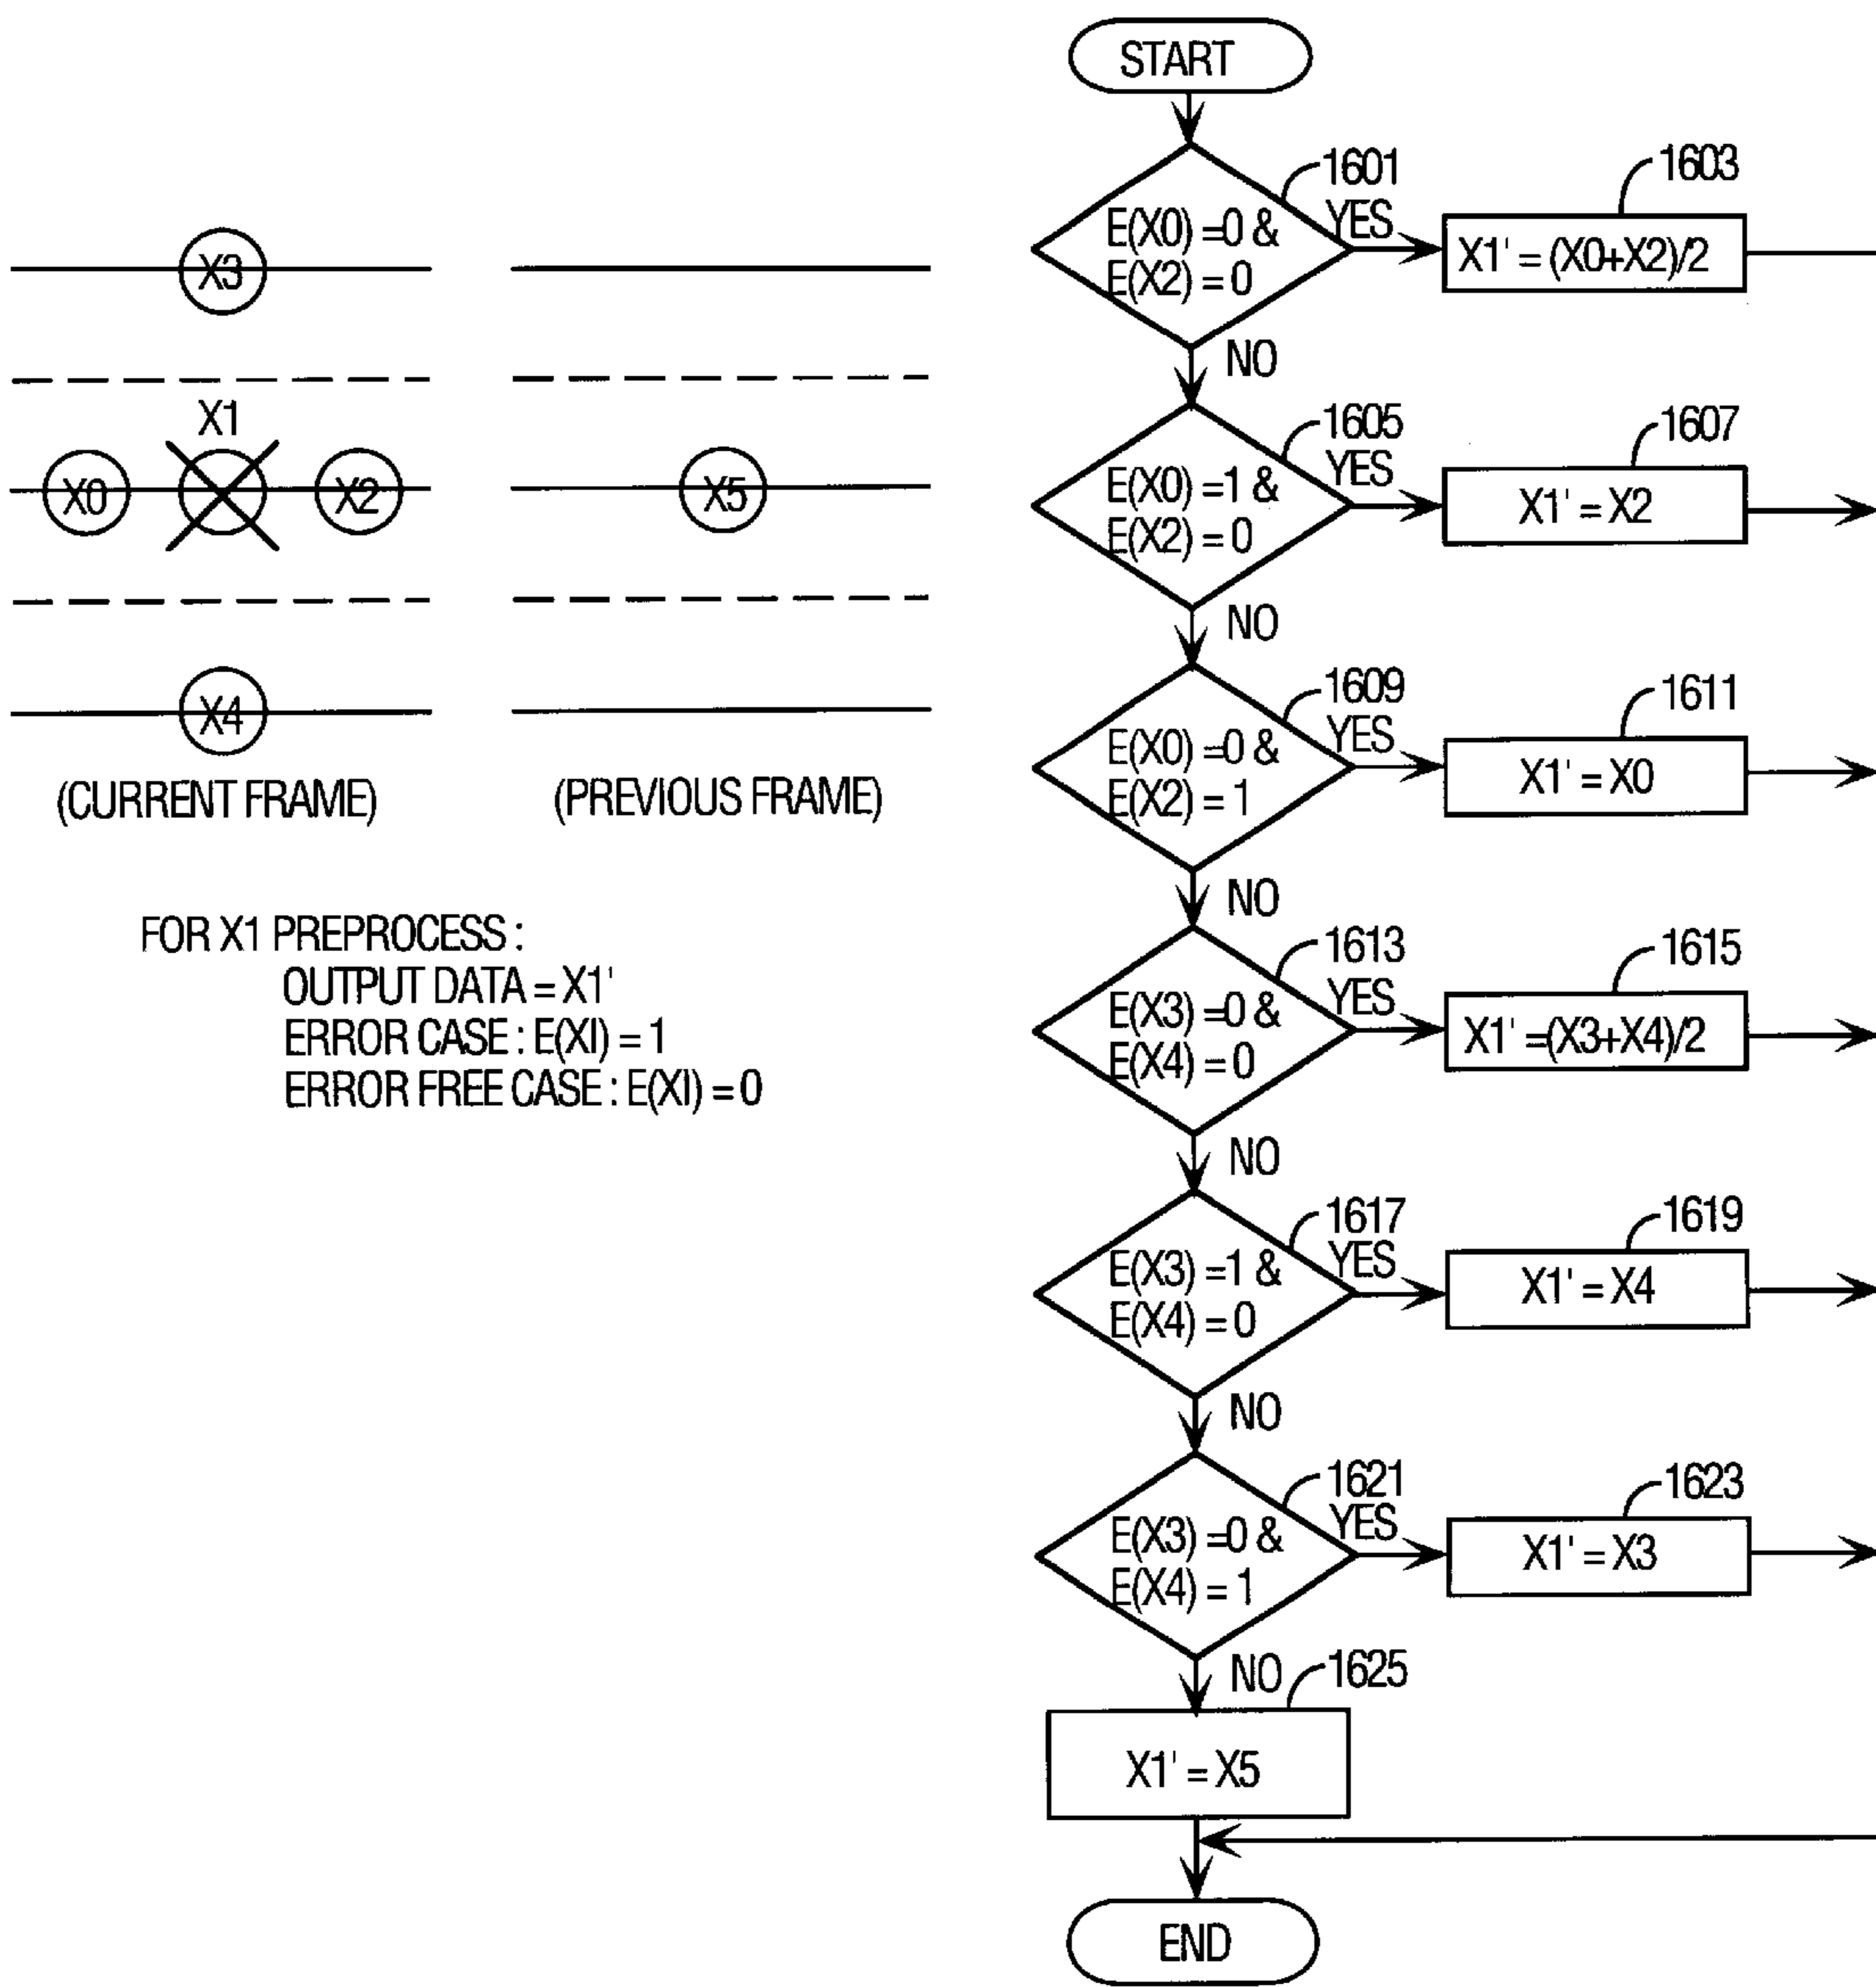 X3
X1
X0
X2
X5
X4
(CURRENT FRAME)
(PREVIOUS FRAME)
FOR X1 PREPROCESS :
OUTPUT DATA = X1'
ERROR CASE : E(XI) = 1
ERROR FREE CASE : E(XI) = 0
START
1601
E(X0) =0 &
E(X2) = 0
YES
1603
X1' = (X0+X2)/2
NO
1605
E(X0) =1 &
E(X2) = 0
YES
1607
X1' = X2
NO
1609
E(X0) =0 &
E(X2) = 1
YES
1611
X1' = X0
NO
1613
E(X3) =0 &
E(X4) = 0
YES
1615
X1' =(X3+X4)/2
NO
1617
E(X3) =1 &
E(X4) = 0
YES
1619
X1' = X4
NO
1621
E(X3) =0 &
E(X4) = 1
YES
1623
X1' = X3
NO
1625
X1' = X5
END